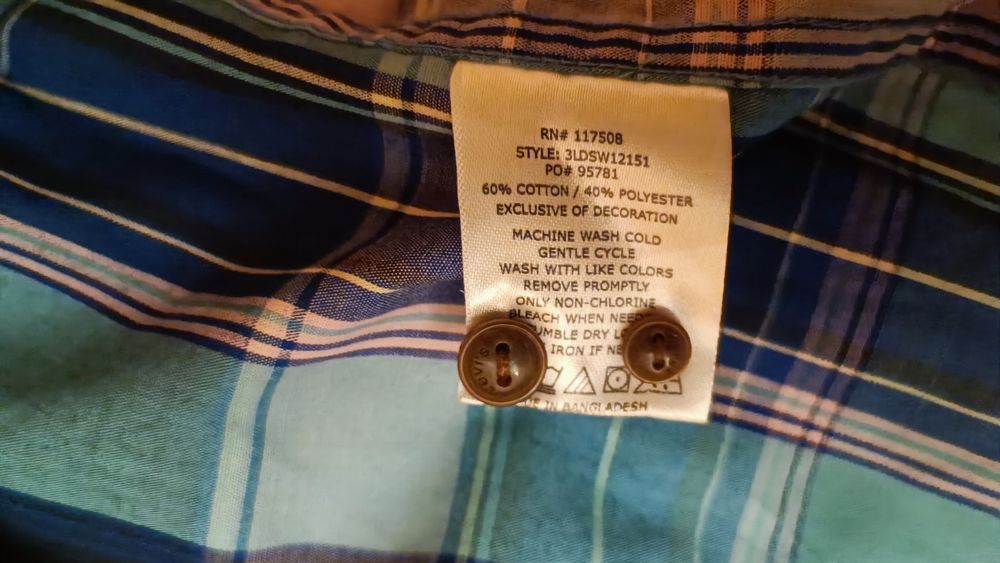 RN# 117508
STYLE: 3LDSW12151
PO# 95781
60% COTTON / 40% POLYESTER
EXCLUSIVE OF DECORATION
MACHINE WASH COLD
GENTLE CYCLE
WASH WITH LIKE COLORS
REMOVE PROMPTLY
ONLY NON-CHLORINE
BLEACH WHEN
DRY
IRON IF
IN BANGLADESH